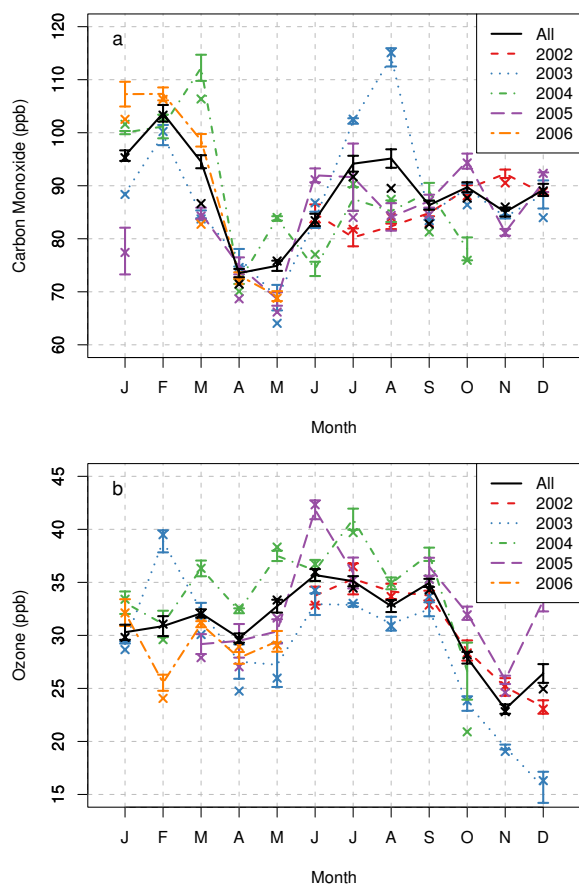 a
All
2002
2003
2004
2005
2006
Carbon Monoxide (ppb)
120
110
100
90
80
70
60
J F M A M J J A S O N D
Month
b
All
2002
2003
2004
2005
2006
Ozone (ppb)
45
40
35
30
25
20
15
J F M A M J J A S O N D
Month